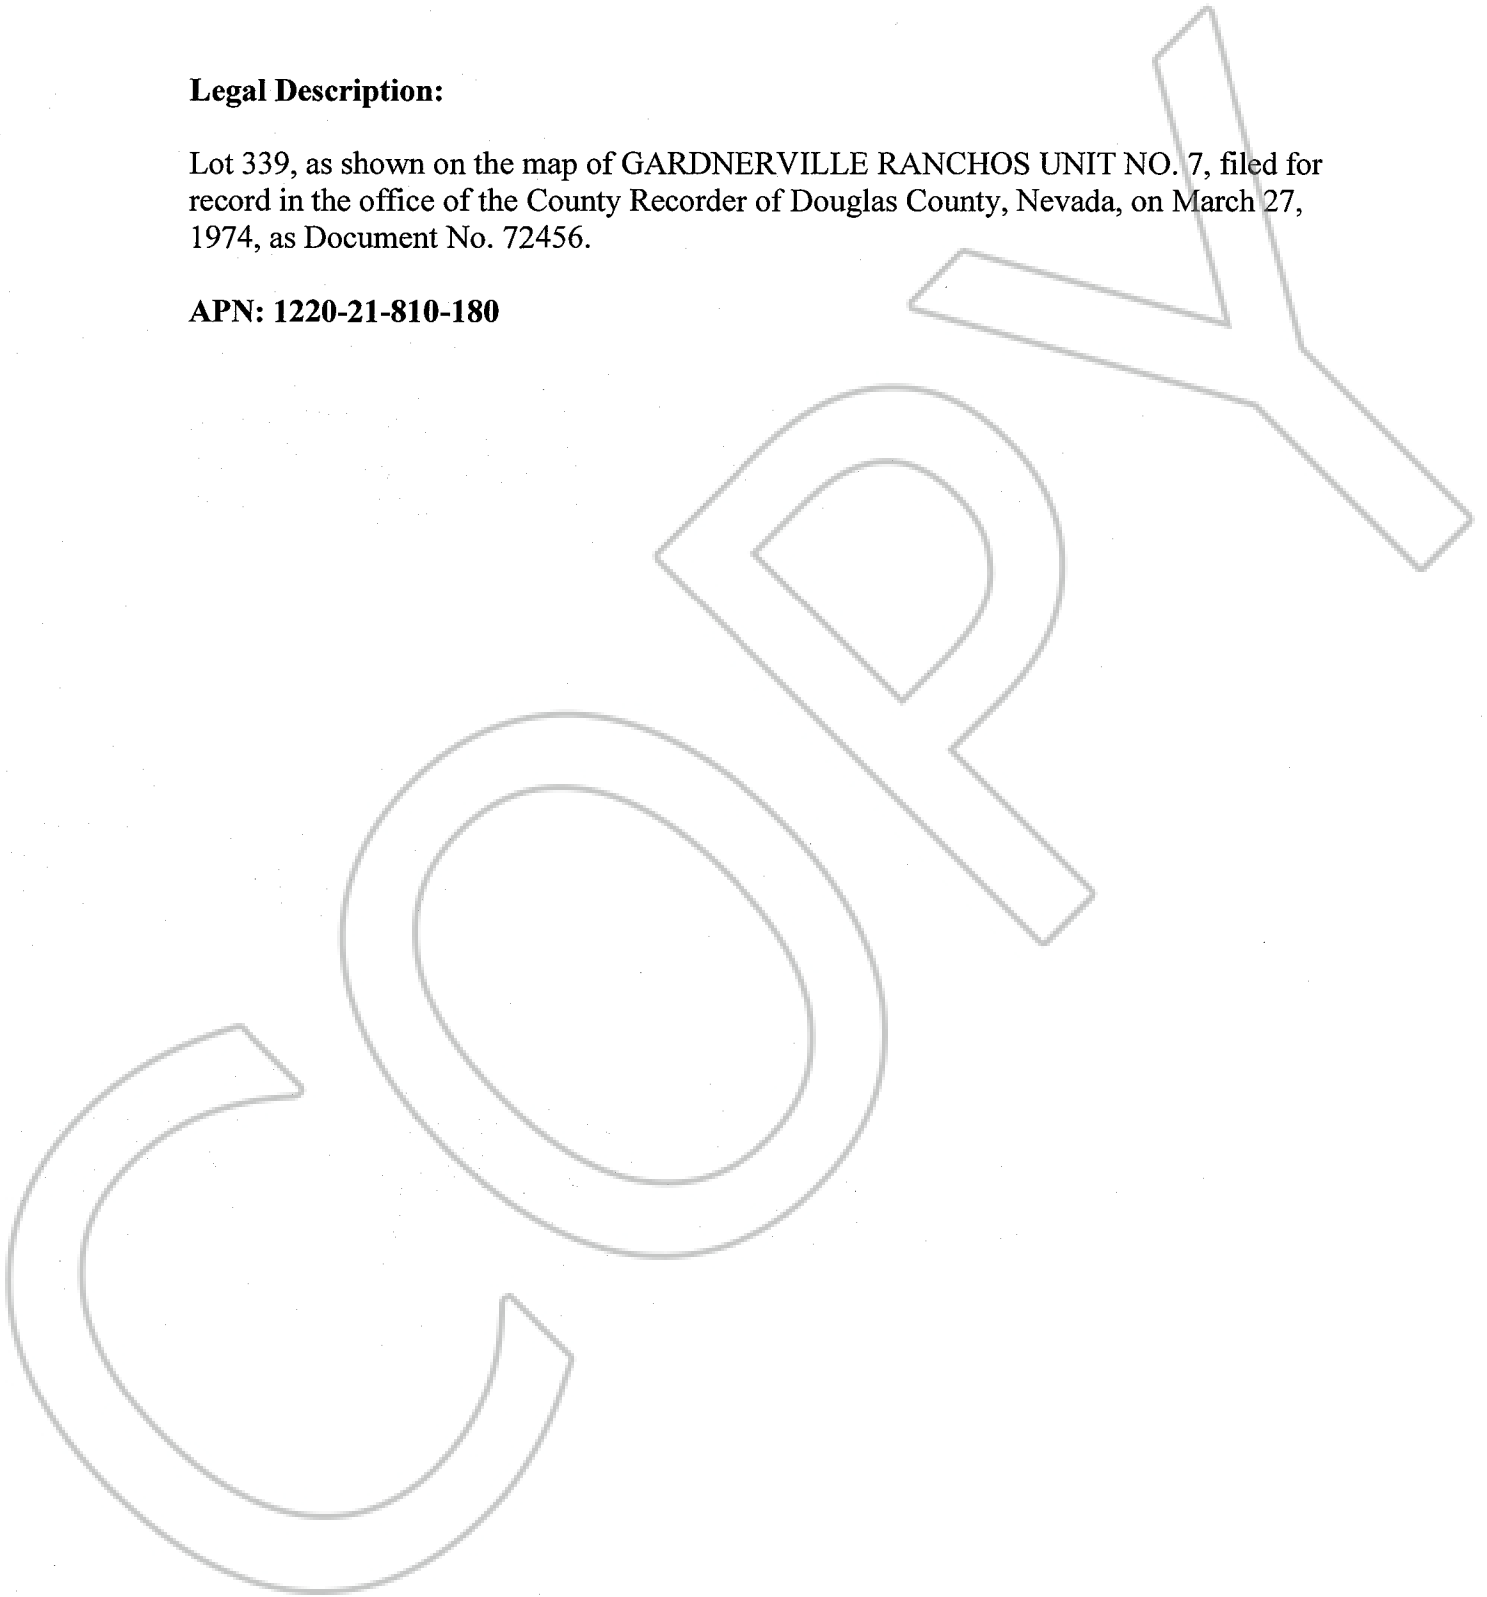 Legal Description:
Lot 339, as shown on the map of GARDNERVILLE RANCHOS UNIT NO. 7, filed for
record in the office of the County Recorder of Douglas County, Nevada, on March 27,
1974, as Document No. 72456.
APN: 1220-21-810-180
COPY